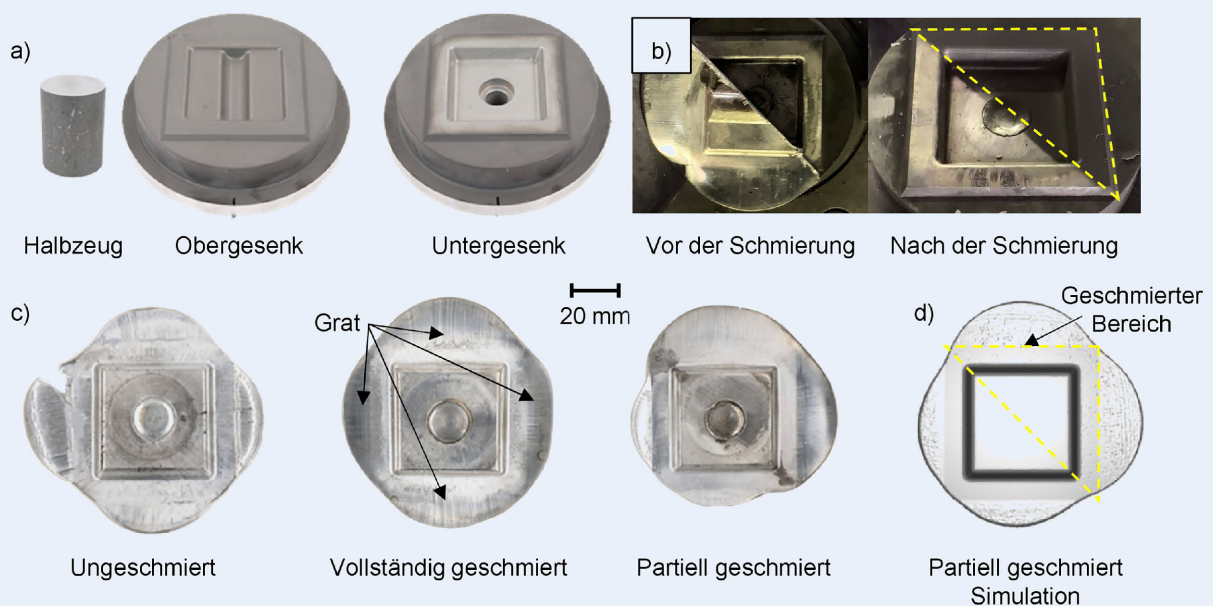 a)
b)
Halbzeug
Obergesenk
Untergesenk
Vor der Schmierung
Nach der Schmierung
c)
Grat
20 mm
d)
Geschmierter
Bereich
Ungeschmiert
Vollständig geschmiert
Partiell geschmiert
Partiell geschmiert
Simulation